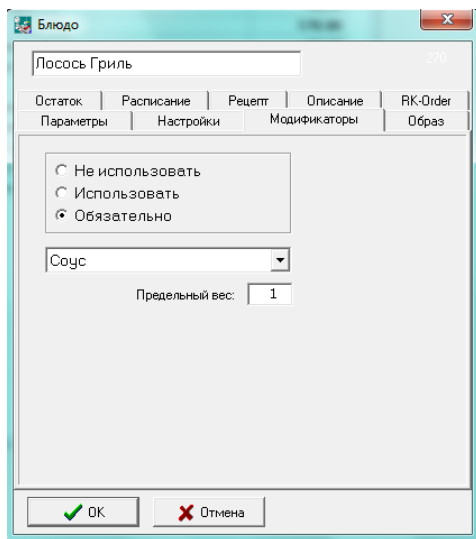 Блюдо
Лосось Гриль
270
Остаток Расписание Рецепт Описание RK-Order
Параметры Настройки Модификаторы Образ
Не использовать
Использовать
Обязательно
Соус
Предельный вес: 1
OK Отмена